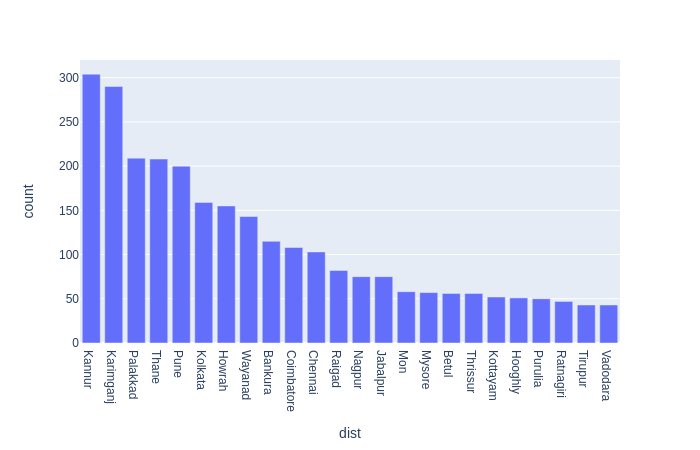 300
250
200
150
100
50
0
count
Kannur
Karimganj
Palakkad
Thane
Pune
Kolkata
Howrah
Wayanad
Bankura
Coimbatore
Chennai
Raigad
Nagpur
Jabalpur
Mon
Mysore
Betul
Thrissur
Kottayam
Hooghly
Purulia
Ratnagiri
Tirupur
Vadodara
dist